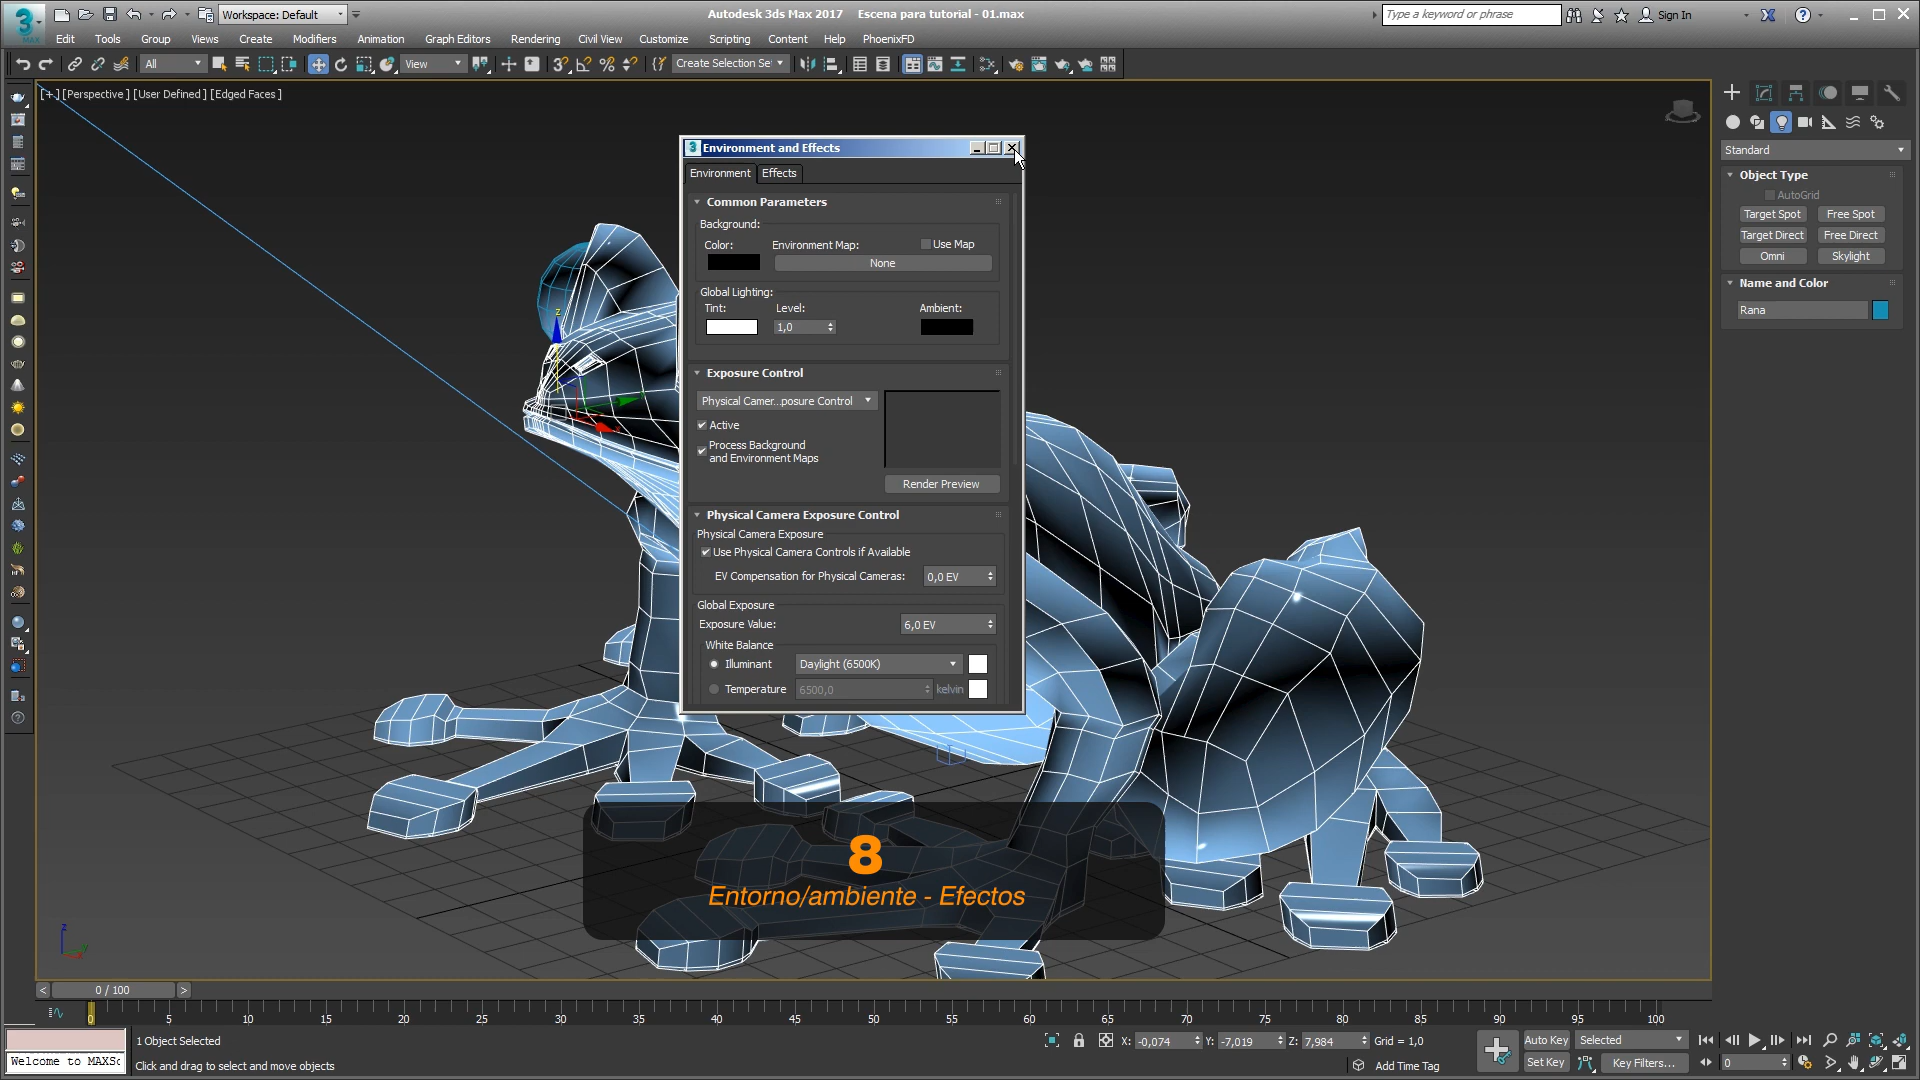 Workspace: Default
Autodesk 3ds Max 2017 Escena para tutorial - 01.max
Type a keyword or phrase
Sign In
Edit Tools Group Views Create Modifiers Animation Graph Editors Rendering Civil View Customize Scripting Content Help PhoenixFD
All
View
Create Selection Se
[+] [Perspective ] [User Defined ] [Edged Faces ]
Environment and Effects
Environment Effects
Common Parameters
Background:
Color: Environment Map: Use Map
None
Global Lighting:
Tint: Level: Ambient:
1,0
Exposure Control
Physical Camer...posure Control
Active
Process Background
and Environment Maps
Render Preview
Physical Camera Exposure Control
Physical Camera Exposure
Use Physical Camera Controls if Available
EV Compensation for Physical Cameras: 0,0 EV
Global Exposure
Exposure Value: 6,0 EV
White Balance
Illuminant Daylight (6500K)
Temperature 6500,0 kelvin
Standard
Object Type
AutoGrid
Target Spot Free Spot
Target Direct Free Direct
Omni Skylight
Name and Color
Rana
8
Entorno/ambiente - Efectos
0 / 100
0 5 10 15 20 25 30 35 40 45 50 55 60 65 70 75 80 85 90 95 100
1 Object Selected
X: -0,074 Y: -7,019 Z: 7,984 Grid = 1,0
Auto Key Selected
Welcome to MAXSc
Click and drag to select and move objects
Add Time Tag
Set Key Key Filters... 0